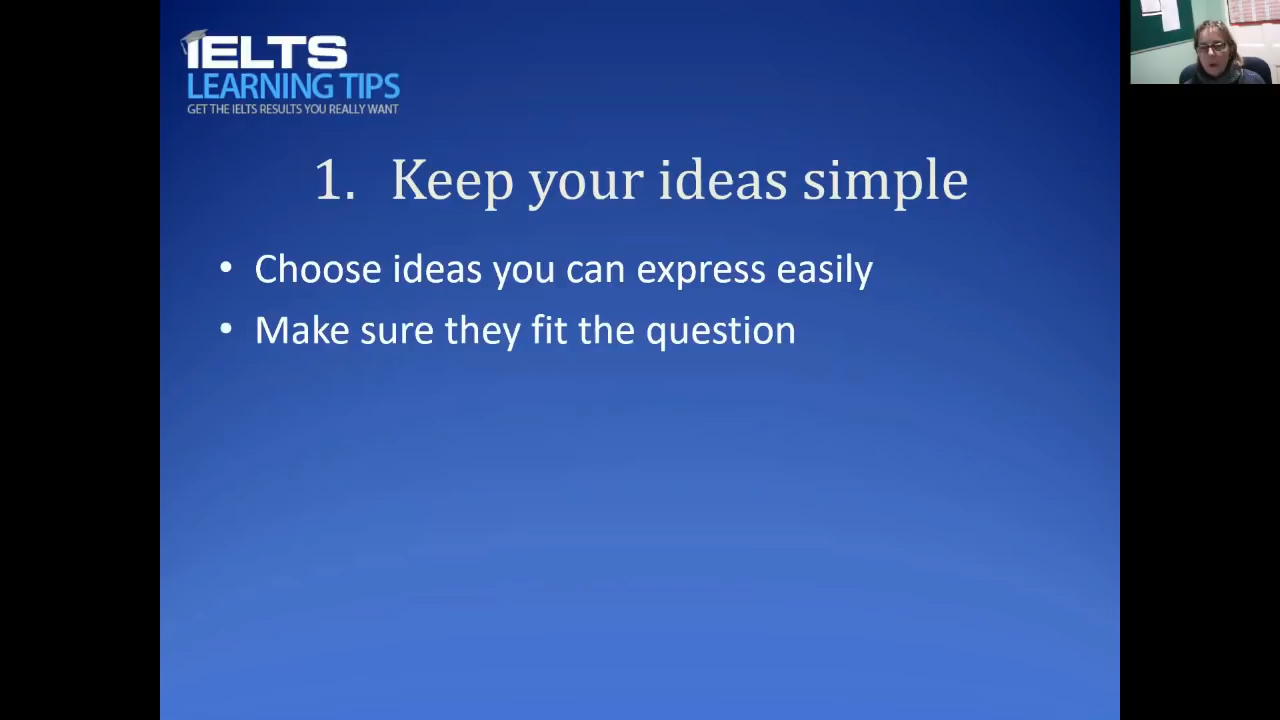 IELTS
LEARNING TIPS
GET THE IELTS RESULTS YOU REALLY WANT
1. Keep your ideas simple
• Choose ideas you can express easily
• Make sure they fit the question